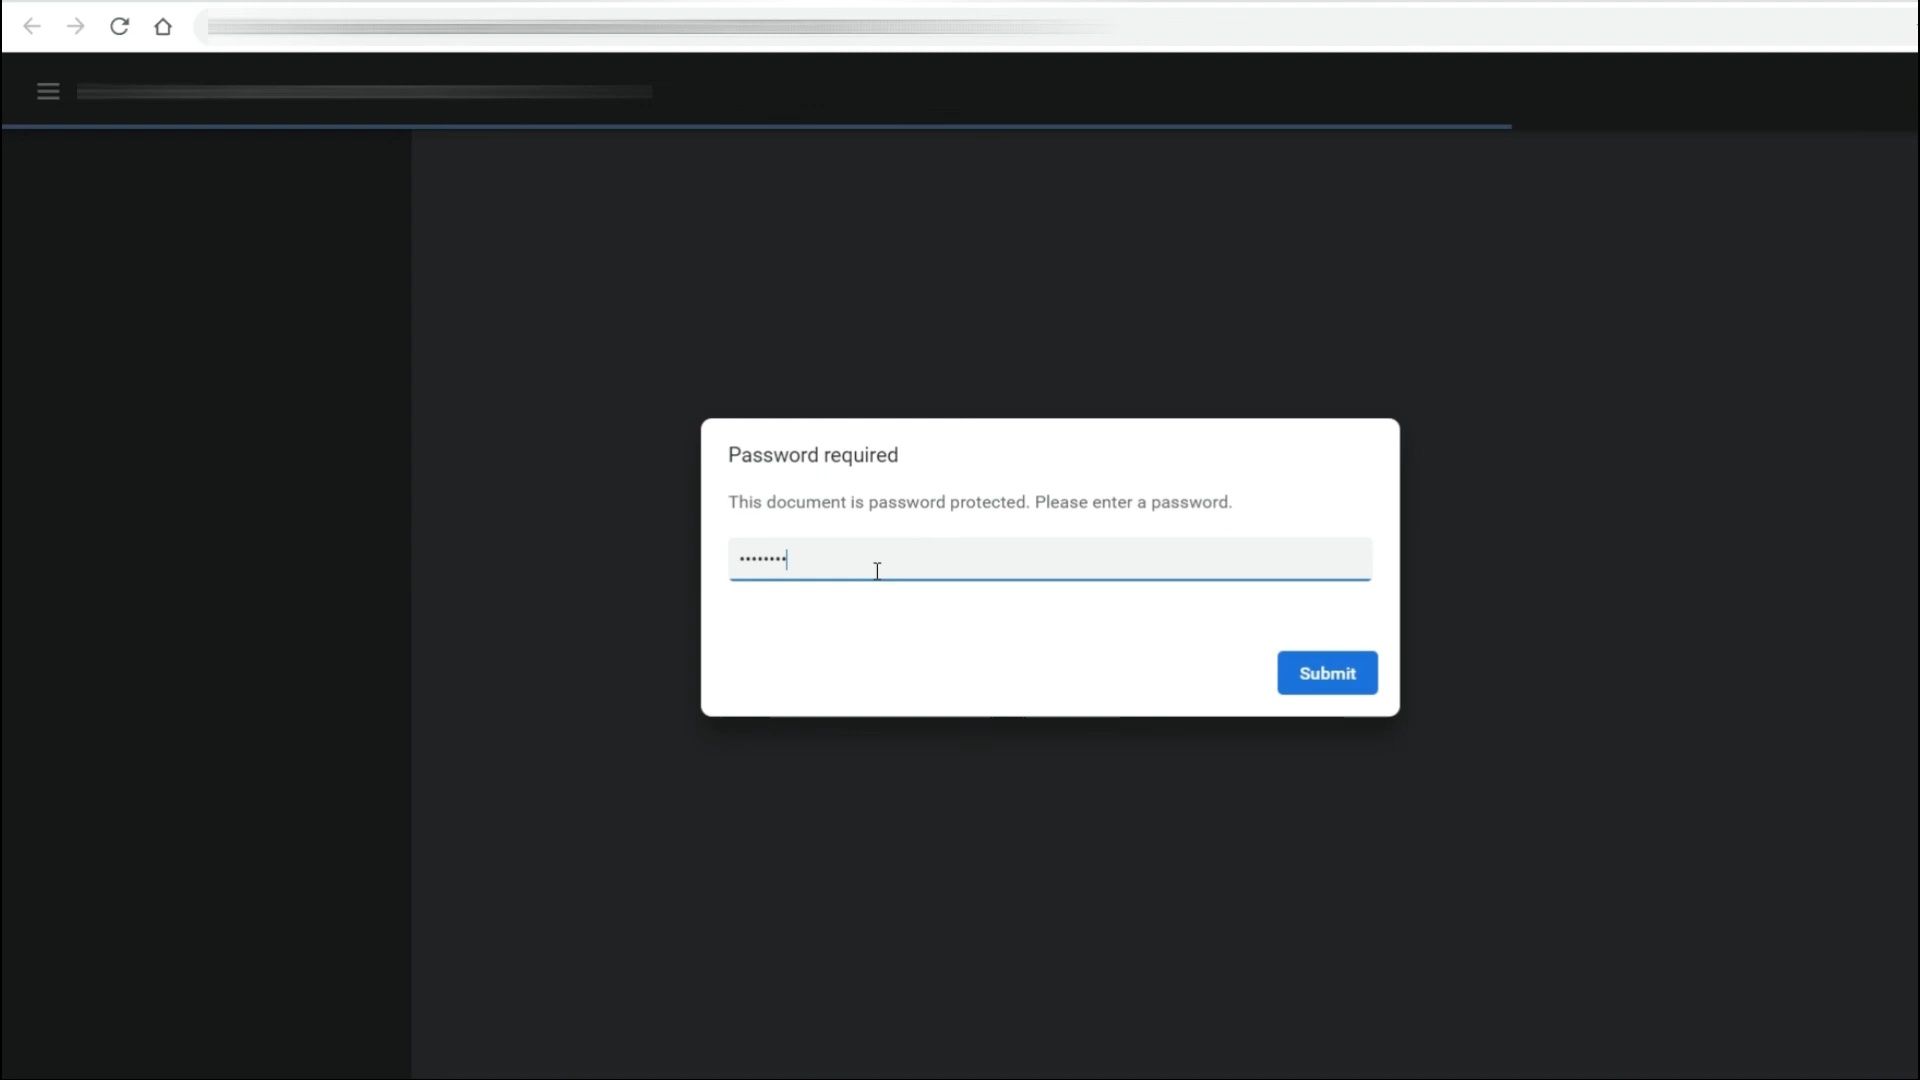 Password required
This document is password protected. Please enter a password.
••••••••
Submit